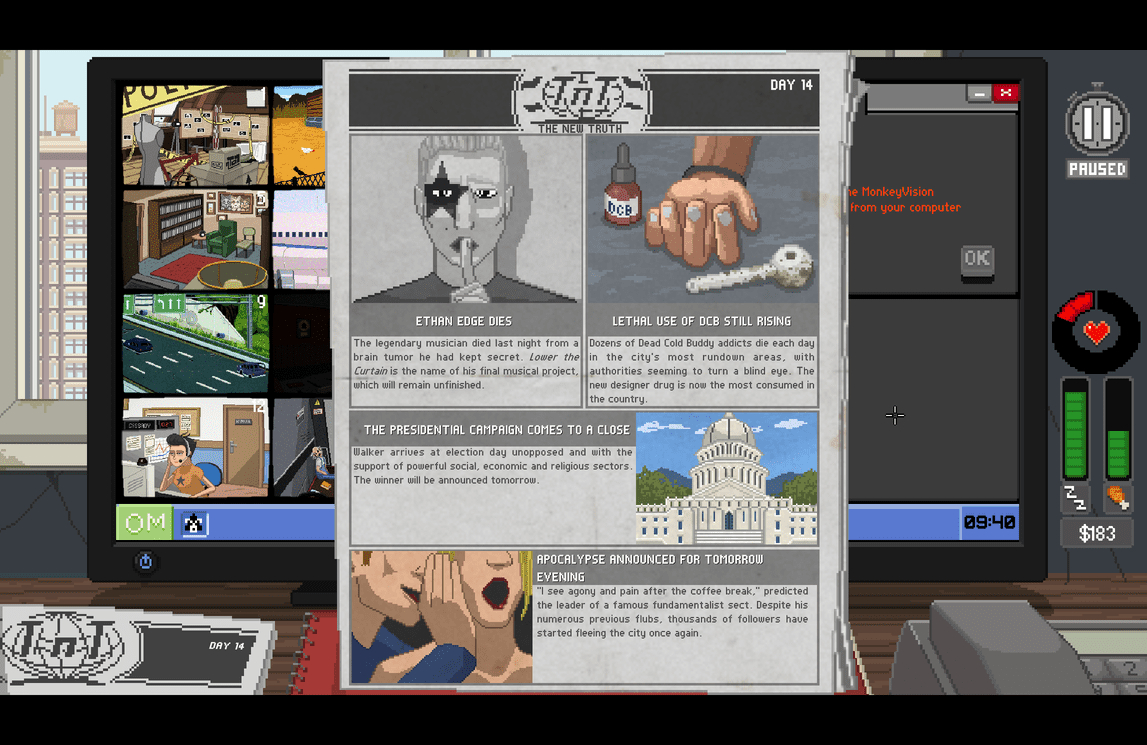 POLI
TnT
THE NEW TRUTH
DAY 14
ETHAN EDGE DIES
The legendary musician died last night from a
brain tumor he had kept secret. Lower the
Curtain is the name of his final musical project,
which will remain unfinished.
DCB
LETHAL USE OF DCB STILL RISING
Dozens of Dead Cold Buddy addicts die each day
in the city's most rundown areas, with
authorities seeming to turn a blind eye. The
new designer drug is now the most consumed in
the country.
THE PRESIDENTIAL CAMPAIGN COMES TO A CLOSE
Walker arrives at election day unopposed and with the
support of powerful social, economic and religious sectors.
The winner will be announced tomorrow.
APOCALYPSE ANNOUNCED FOR TOMORROW
EVENING
"I see agony and pain after the coffee break," predicted
the leader of a famous fundamentalist sect. Despite his
numerous previous flubs, thousands of followers have
started fleeing the city once again.
MonkeyVision
from your computer
OK
PAUSED
9
12
CASSADY
OM
09:40
zZz
$183
TnT
DAY 14
2